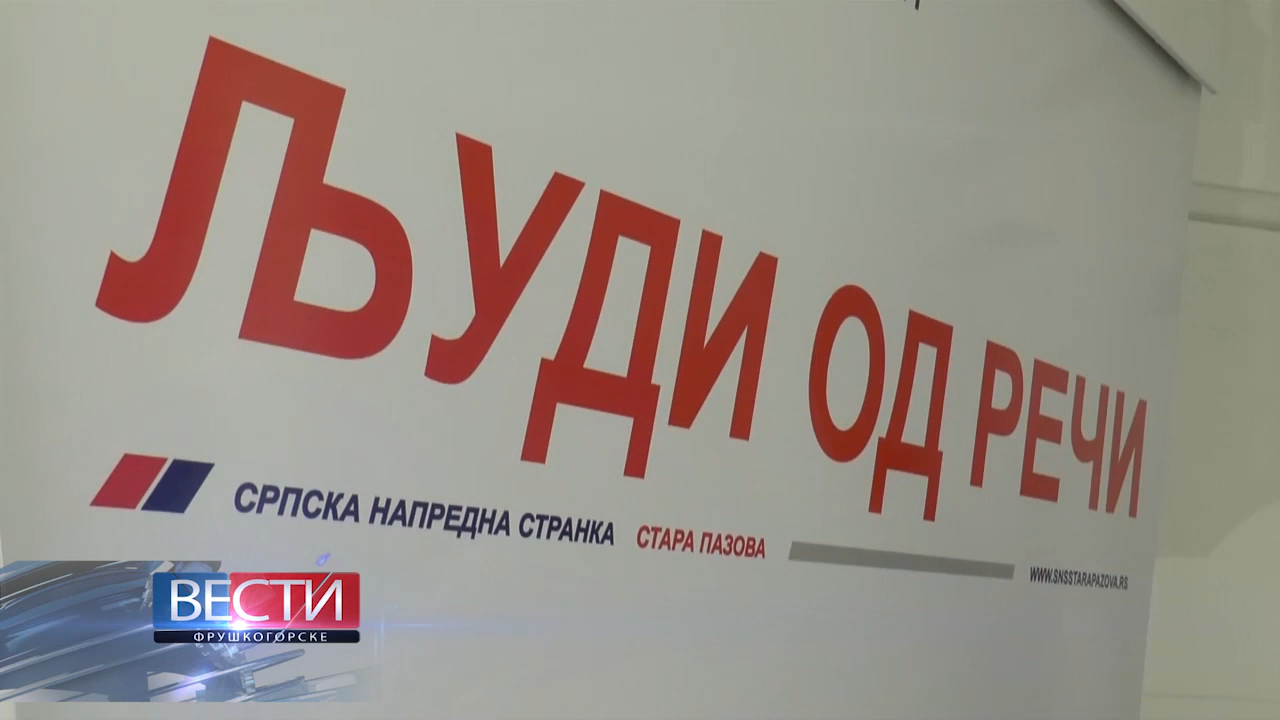 ЉУДИ ОД РЕЧИ
СРПСКА НАПРЕДНА СТРАНКА СТАРА ПАЗОВА
WWW.SNSSTARAPAZOVA.RS
ВЕСТИ
ФРУШКОГОРСКЕ